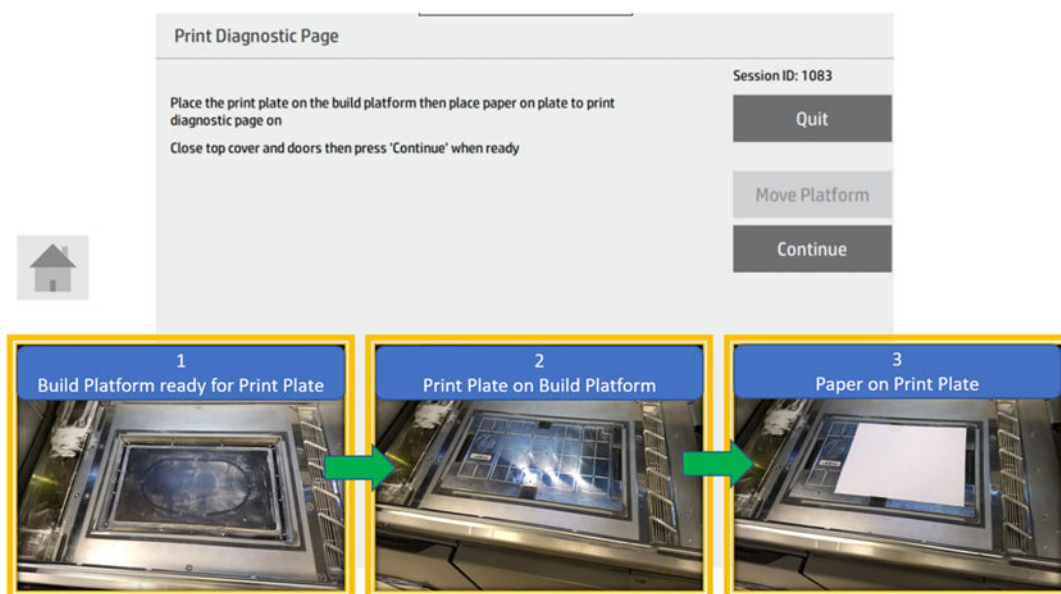 Print Diagnostic Page
Session ID: 1083
Place the print plate on the build platform then place paper on plate to print
diagnostic page on
Close top cover and doors then press 'Continue' when ready
Quit
Move Platform
Continue
1
Build Platform ready for Print Plate
2
Print Plate on Build Platform
3
Paper on Print Plate